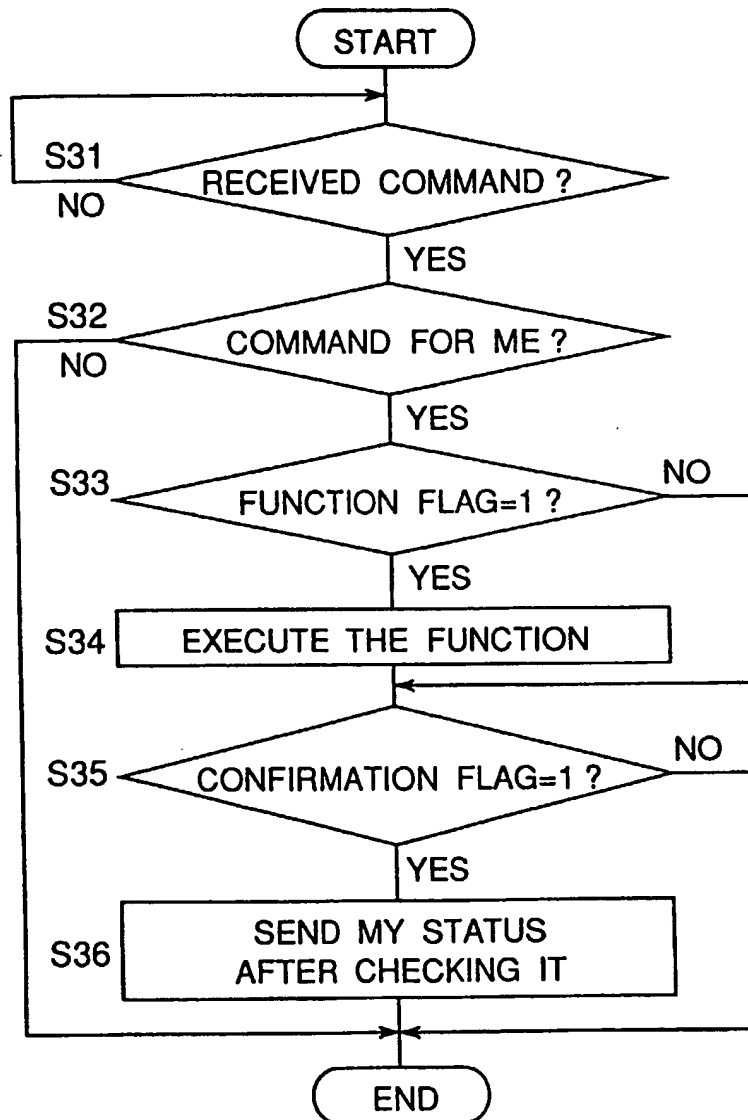 START
S31
RECEIVED COMMAND ?
NO
YES
S32
COMMAND FOR ME ?
NO
YES
S33
FUNCTION FLAG=1 ?
NO
YES
S34
EXECUTE THE FUNCTION
S35
CONFIRMATION FLAG=1 ?
NO
YES
S36
SEND MY STATUS
AFTER CHECKING IT
END